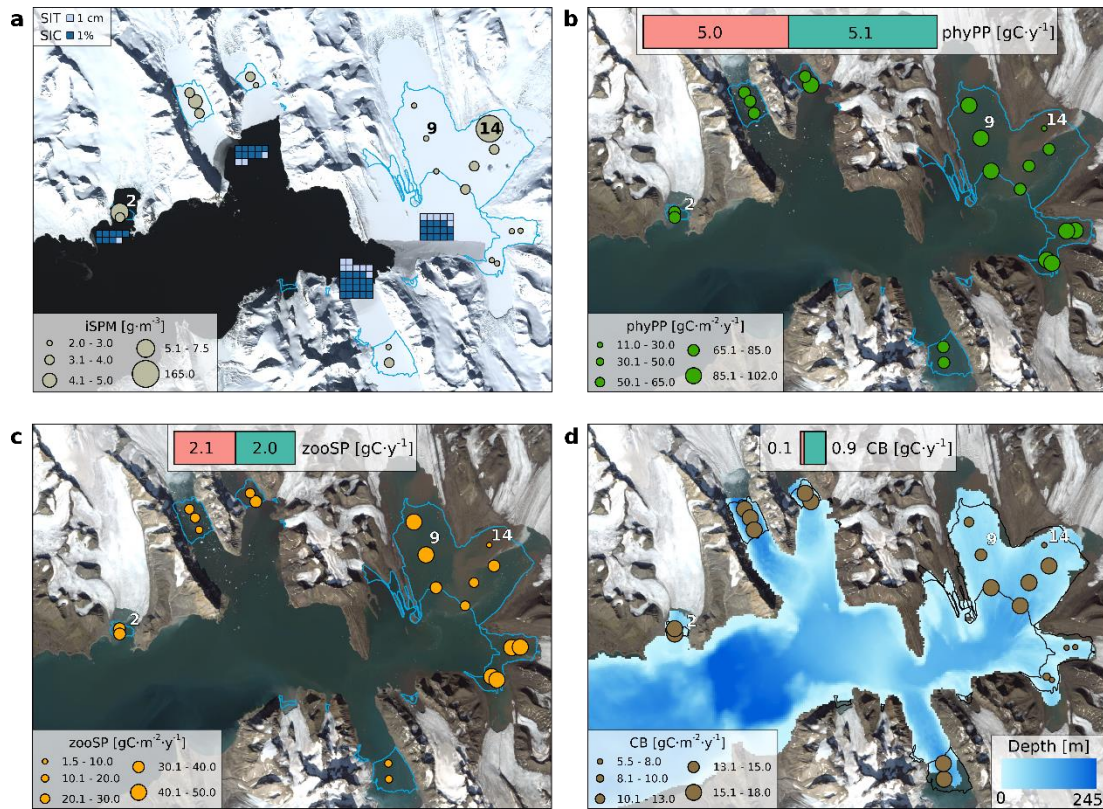 a
SIT 1 cm
SIC 1%
9
14
2
iSPM [g·m⁻³]
2.0 - 3.0
3.1 - 4.0
4.1 - 5.0
5.1 - 7.5
165.0
b
5.0 5.1 phyPP [gC·y⁻¹]
9
14
2
phyPP [gC·m⁻²·y⁻¹]
11.0 - 30.0
30.1 - 50.0
50.1 - 65.0
65.1 - 85.0
85.1 - 102.0
c
2.1 2.0 zooSP [gC·y⁻¹]
9
14
2
zooSP [gC·m⁻²·y⁻¹]
1.5 - 10.0
10.1 - 20.0
20.1 - 30.0
30.1 - 40.0
40.1 - 50.0
d
0.1 0.9 CB [gC·y⁻¹]
9
14
2
CB [gC·m⁻²·y⁻¹]
5.5 - 8.0
8.1 - 10.0
10.1 - 13.0
13.1 - 15.0
15.1 - 18.0
Depth [m]
0 245